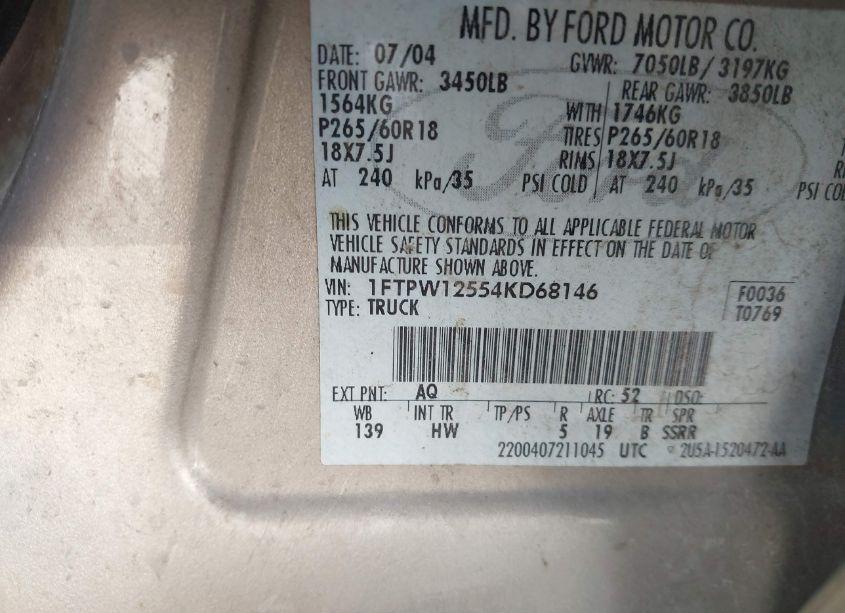 MFD. BY FORD MOTOR CO.
DATE: 07/04 GVWR: 7050LB/ 3197KG
FRONT GAWR: 3450LB REAR GAWR: 3850LB
1564KG WITH 1746KG
P265/60R18 TIRES P265/60R18
18X7.5J RIMS 18X7.5J
AT 240 kPa/35 PSI COLD AT 240 kPa/35 PSI COL
THIS VEHICLE CONFORMS TO ALL APPLICABLE FEDERAL MOTOR
VEHICLE SAFETY STANDARDS IN EFFECT ON THE DATE OF
MANUFACTURE SHOWN ABOVE.
VIN: 1FTPW12554KD68146 F0036
TYPE: TRUCK T0769
Ford
EXT PNT: AQ RC: 52 DSO:
WB INT TR TP/PS R AXLE TR SPR
139 HW 5 19 B SSRR
2200407211045 UTC 2U5A-1520472-AA